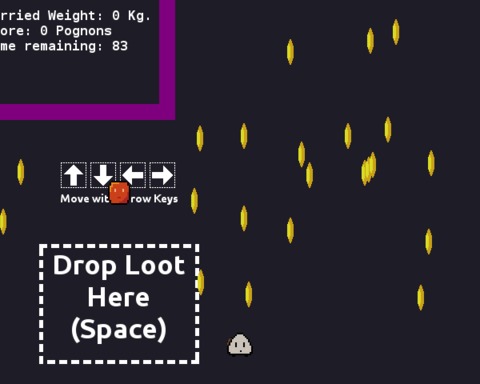 rried Weight: 0 Kg.
ore: 0 Pognons
me remaining: 83
Move wit row Keys
Drop Loot
Here
(Space)